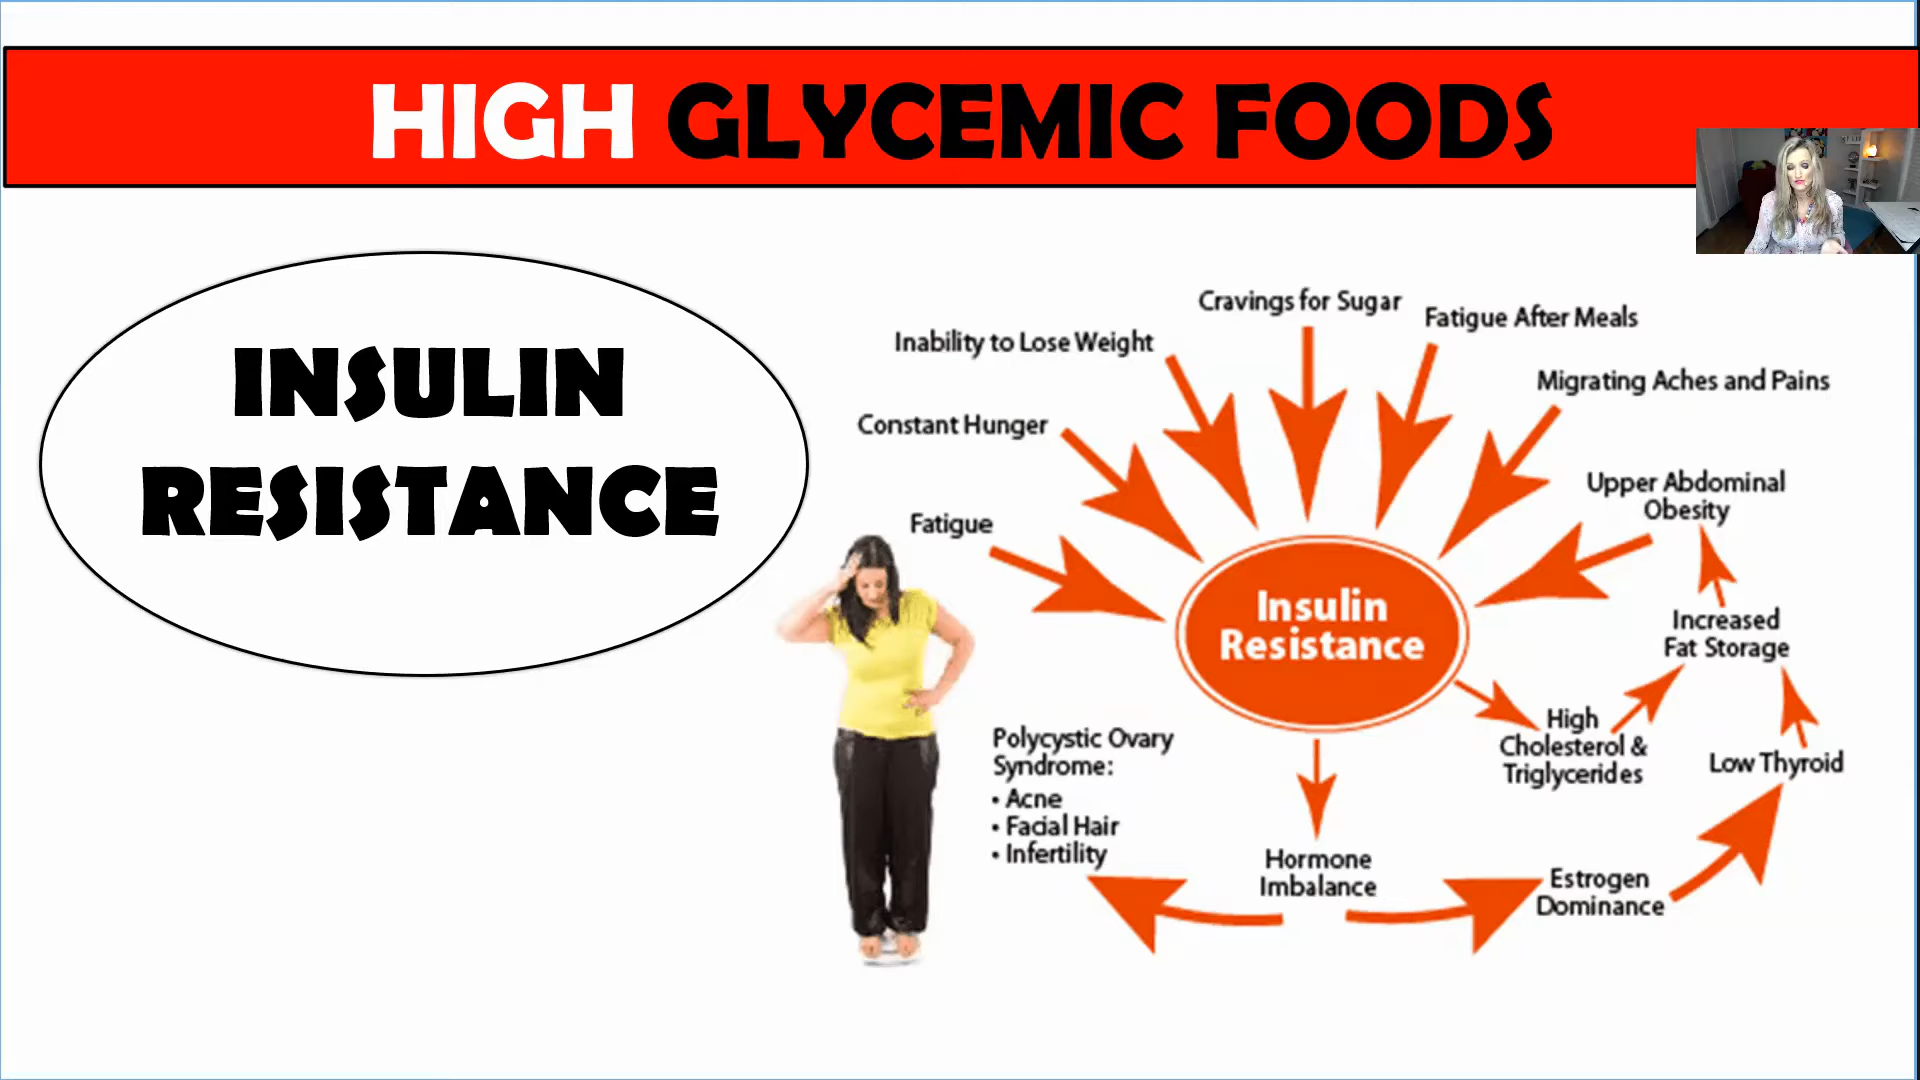 HIGH GLYCEMIC FOODS
INSULIN
RESISTANCE
Cravings for Sugar
Fatigue After Meals
Inability to Lose Weight
Migrating Aches and Pains
Constant Hunger
Upper Abdominal
Obesity
Fatigue
Insulin
Resistance
Increased
Fat Storage
High
Cholesterol &
Triglycerides
Low Thyroid
Polycystic Ovary
Syndrome:
• Acne
• Facial Hair
• Infertility
Hormone
Imbalance
Estrogen
Dominance